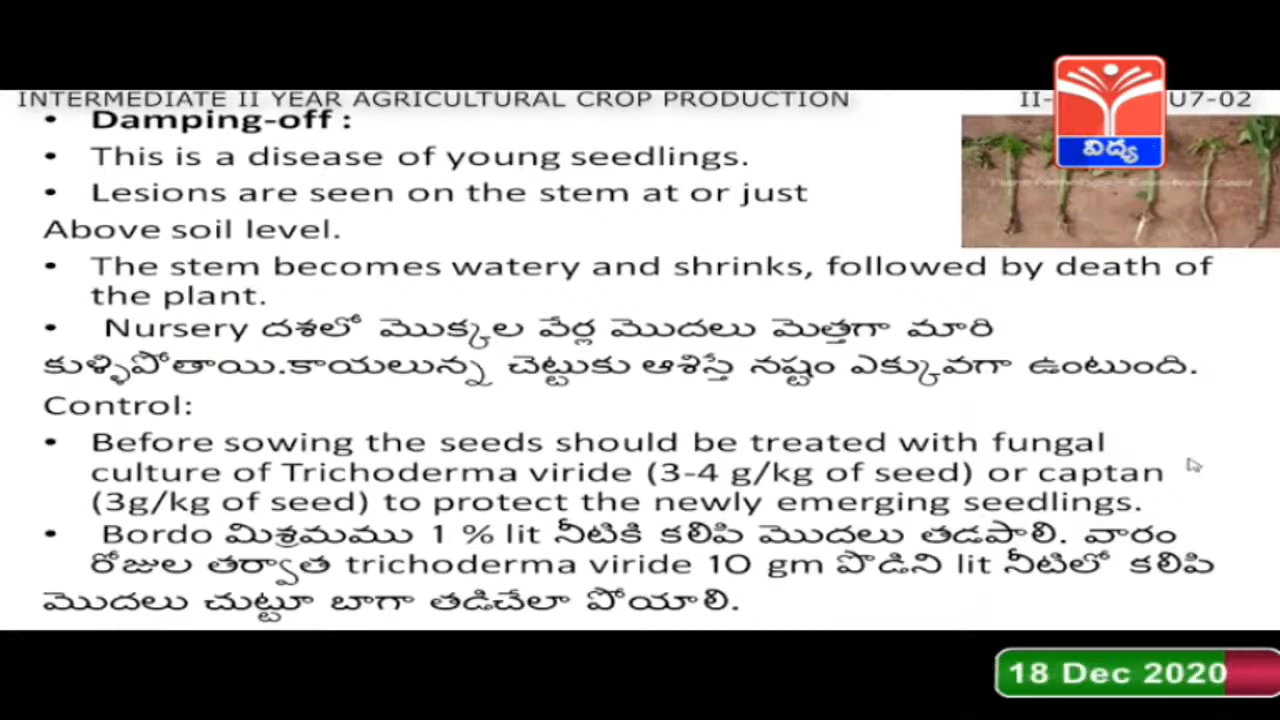 INTERMEDIATE II YEAR AGRICULTURAL CROP PRODUCTION II- U7-02
విద్య
• Damping-off :
• This is a disease of young seedlings.
• Lesions are seen on the stem at or just
Above soil level.
• The stem becomes watery and shrinks, followed by death of
the plant.
• Nursery దశలో మొక్కల వేర్ల మొదలు మెత్తగా మారి
కుళ్ళిపోతాయి.కాయలున్న చెట్టుకు ఆశిస్తే నష్టం ఎక్కువగా ఉంటుంది.
Control:
• Before sowing the seeds should be treated with fungal
culture of Trichoderma viride (3-4 g/kg of seed) or captan
(3g/kg of seed) to protect the newly emerging seedlings.
• Bordo మిశ్రమము 1 % lit నీటికి కలిపి మొదలు తడపాలి. వారం
రోజుల తర్వాత trichoderma viride 10 gm పొడిని lit నీటిలో కలిపి
మొదలు చుట్టూ బాగా తడిచేలా పోయాలి.
18 Dec 2020